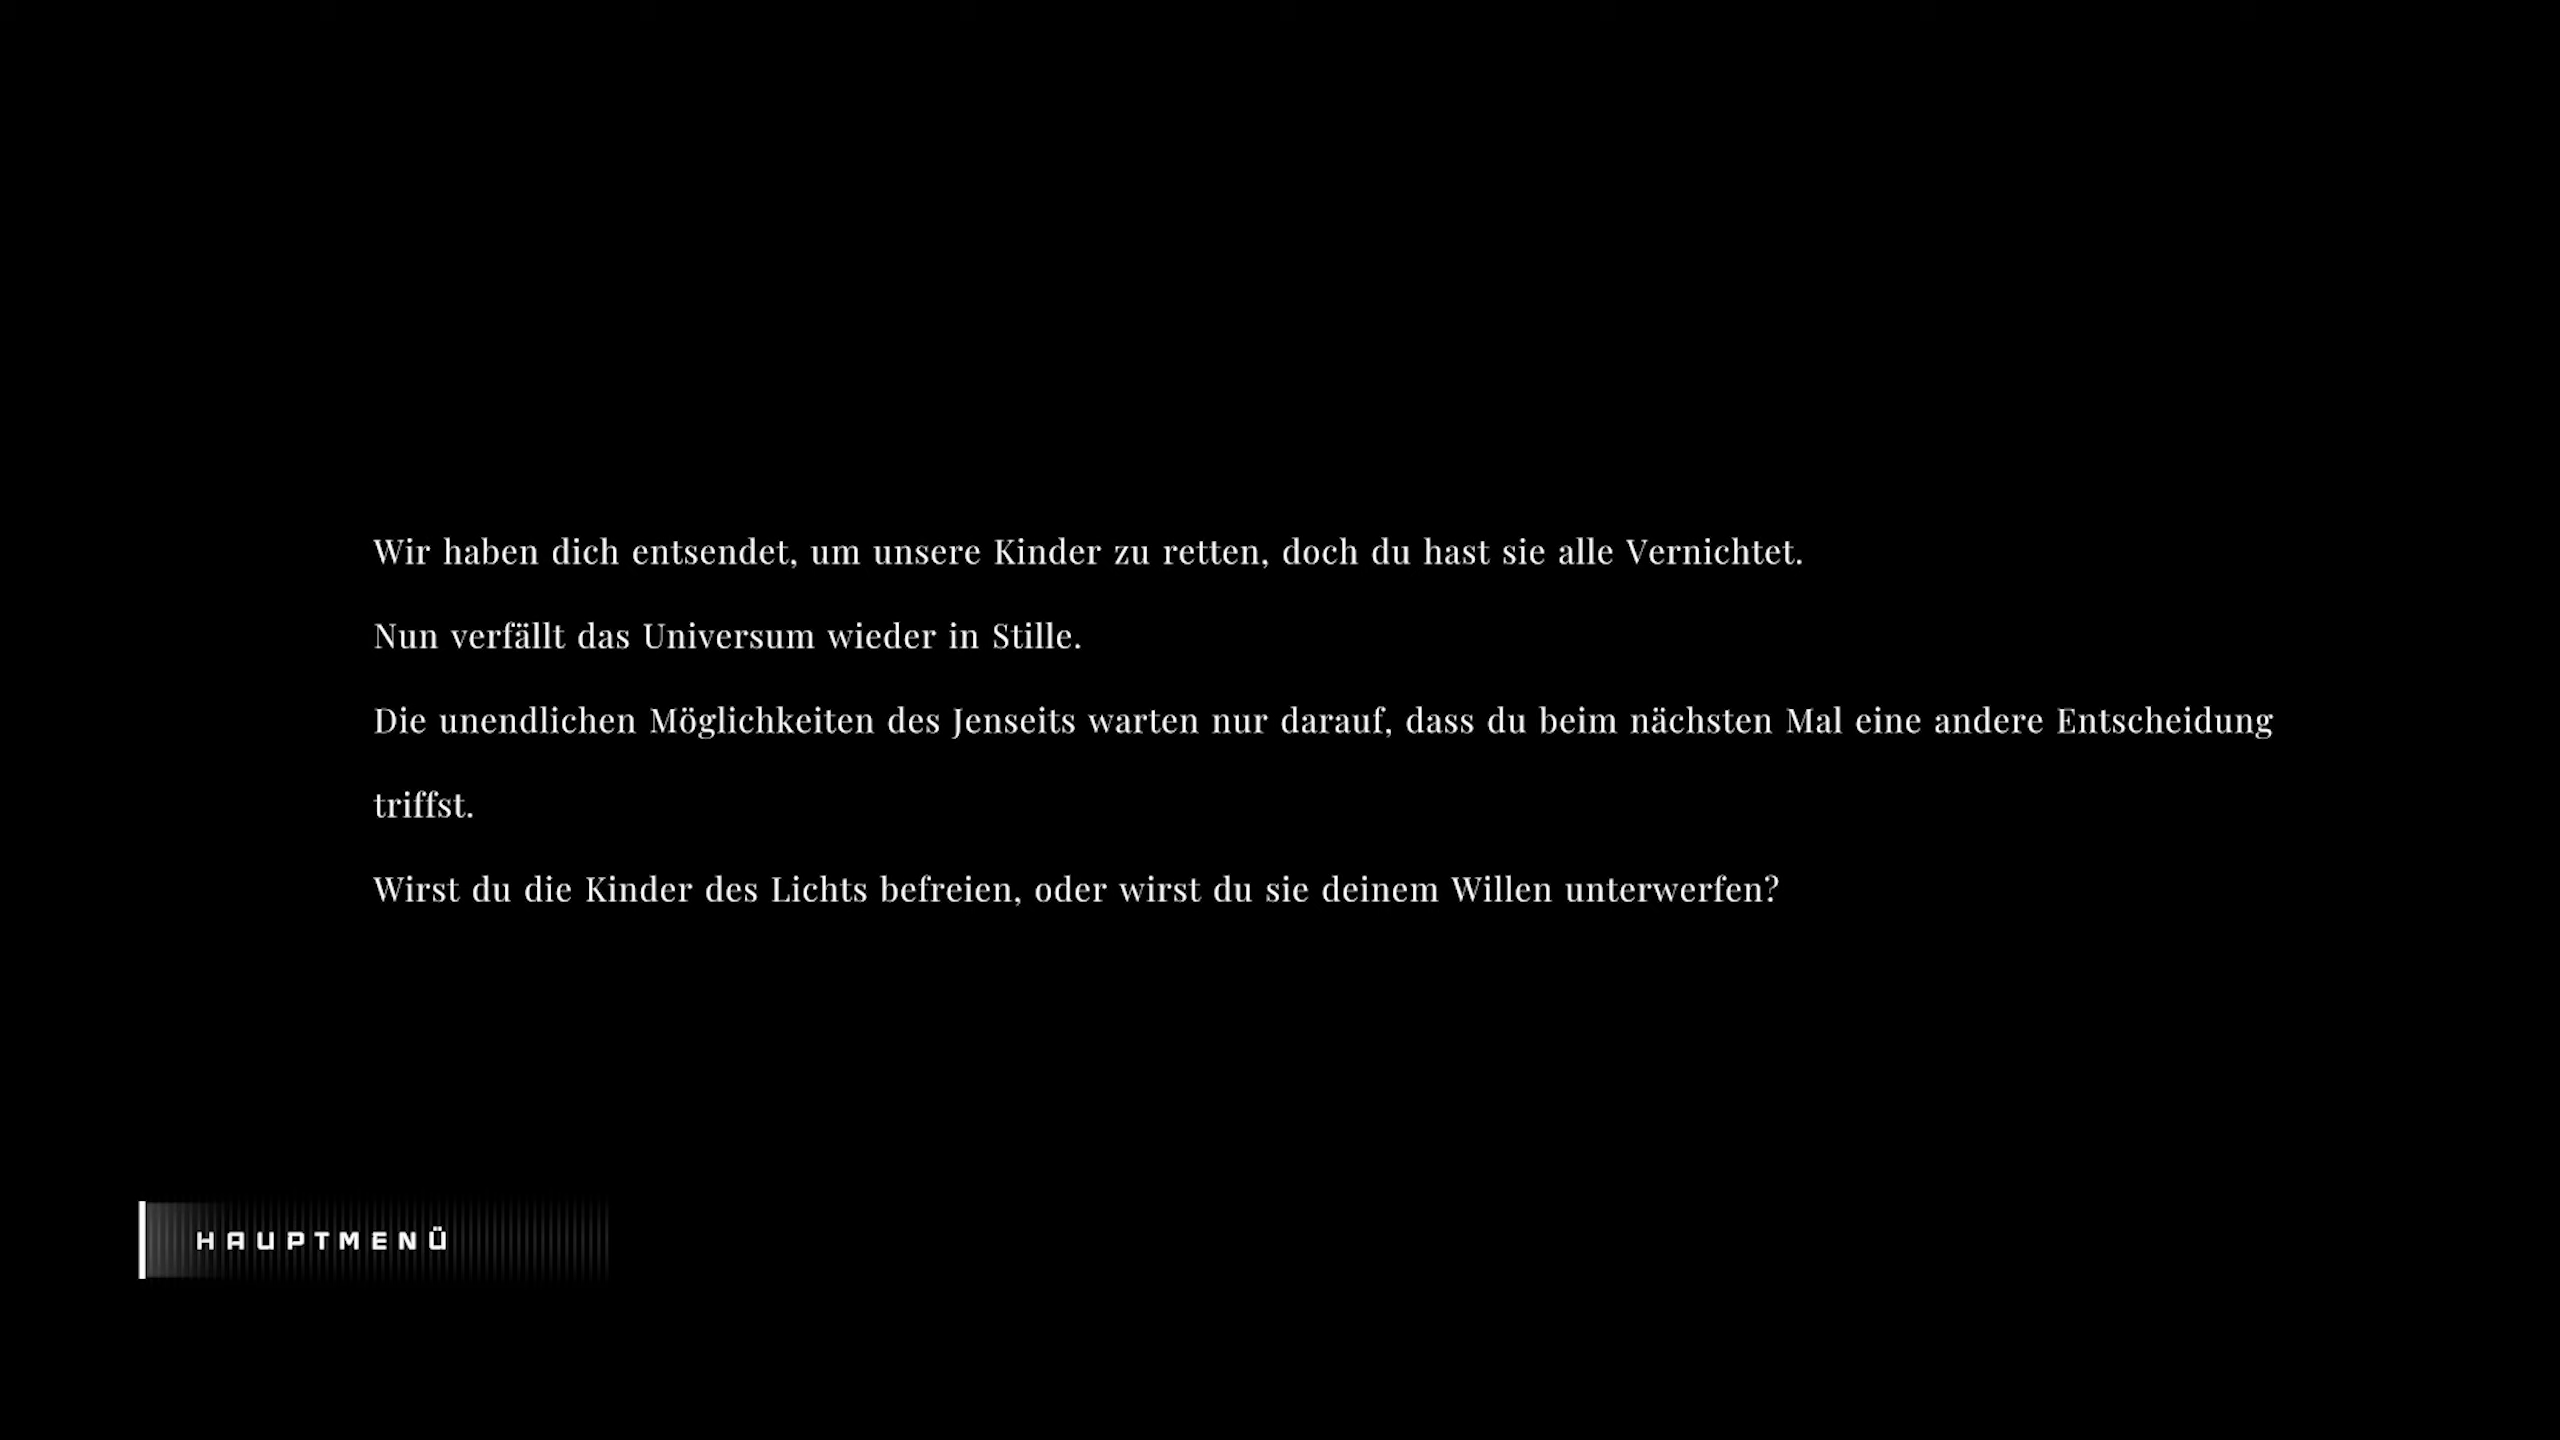 Wir haben dich entsendet, um unsere Kinder zu retten, doch du hast sie alle Vernichtet.
Nun verfällt das Universum wieder in Stille.
Die unendlichen Möglichkeiten des Jenseits warten nur darauf, dass du beim nächsten Mal eine andere Entscheidung
triffst.
Wirst du die Kinder des Lichts befreien, oder wirst du sie deinem Willen unterwerfen?
HAUPTMENÜ